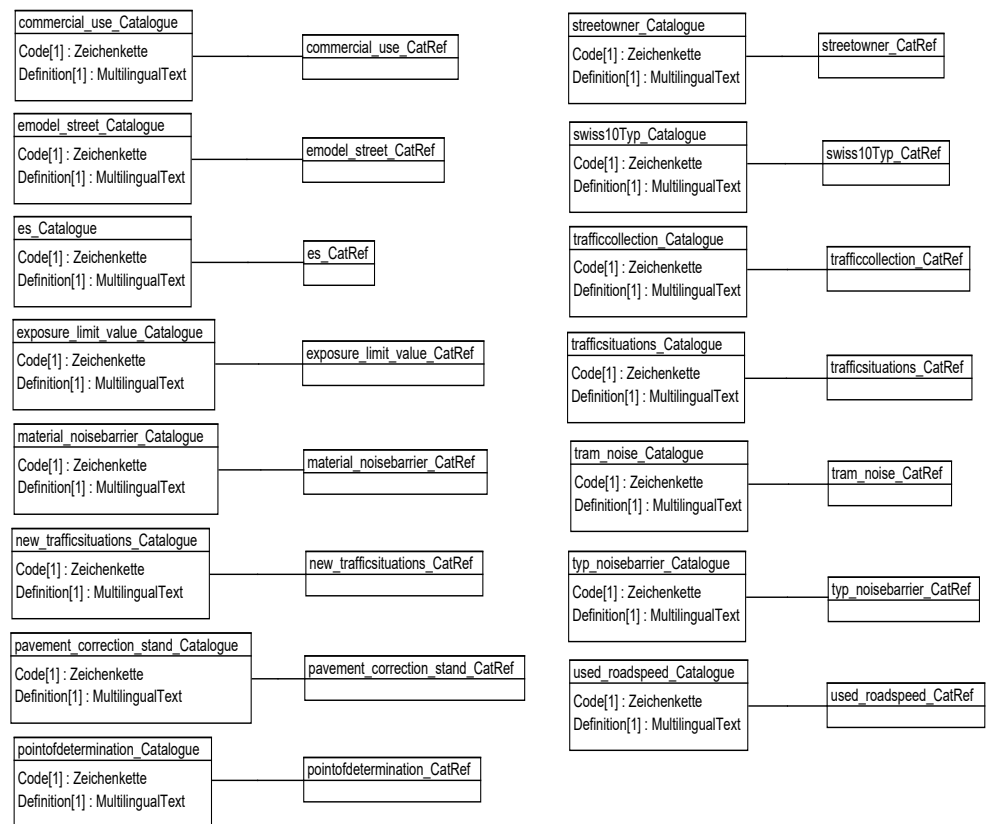 commercial_use_Catalogue
Code[1] : Zeichenkette
Definition[1] : MultilingualText
commercial_use_CatRef
emodel_street_Catalogue
Code[1] : Zeichenkette
Definition[1] : MultilingualText
emodel_street_CatRef
es_Catalogue
Code[1] : Zeichenkette
Definition[1] : MultilingualText
es_CatRef
exposure_limit_value_Catalogue
Code[1] : Zeichenkette
Definition[1] : MultilingualText
exposure_limit_value_CatRef
material_noisebarrier_Catalogue
Code[1] : Zeichenkette
Definition[1] : MultilingualText
material_noisebarrier_CatRef
new_trafficsituations_Catalogue
Code[1] : Zeichenkette
Definition[1] : MultilingualText
new_trafficsituations_CatRef
pavement_correction_stand_Catalogue
Code[1] : Zeichenkette
Definition[1] : MultilingualText
pavement_correction_stand_CatRef
pointofdetermination_Catalogue
Code[1] : Zeichenkette
Definition[1] : MultilingualText
pointofdetermination_CatRef
streetowner_Catalogue
Code[1] : Zeichenkette
Definition[1] : MultilingualText
streetowner_CatRef
swiss10Typ_Catalogue
Code[1] : Zeichenkette
Definition[1] : MultilingualText
swiss10Typ_CatRef
trafficcollection_Catalogue
Code[1] : Zeichenkette
Definition[1] : MultilingualText
trafficcollection_CatRef
trafficsituations_Catalogue
Code[1] : Zeichenkette
Definition[1] : MultilingualText
trafficsituations_CatRef
tram_noise_Catalogue
Code[1] : Zeichenkette
Definition[1] : MultilingualText
tram_noise_CatRef
typ_noisebarrier_Catalogue
Code[1] : Zeichenkette
Definition[1] : MultilingualText
typ_noisebarrier_CatRef
used_roadspeed_Catalogue
Code[1] : Zeichenkette
Definition[1] : MultilingualText
used_roadspeed_CatRef